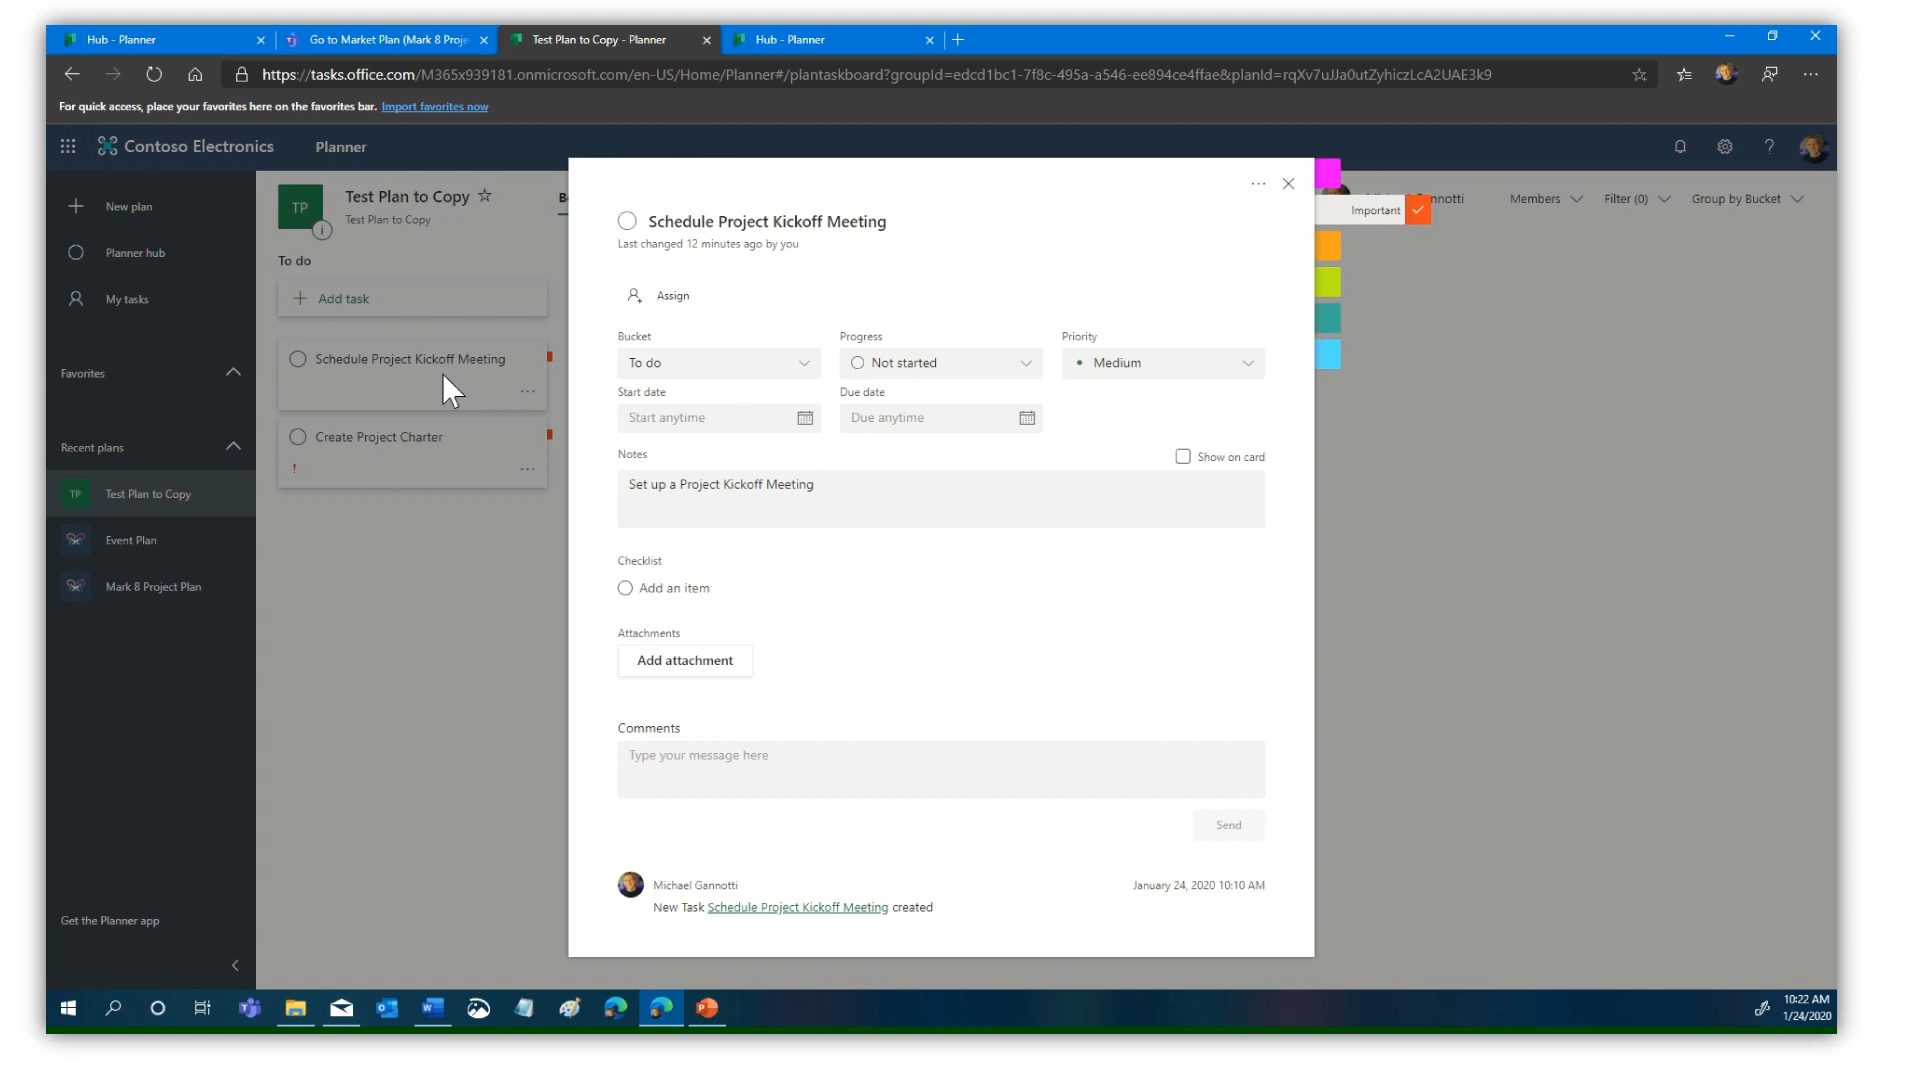 Hub - Planner
Go to Market Plan (Mark 8 Proje
Test Plan to Copy - Planner
Hub - Planner
https://tasks.office.com/M365x939181.onmicrosoft.com/en-US/Home/Planner#/plantaskboard?groupId=edcd1bc1-7f8c-495a-a546-ee894ce4ffae&planId=rqXv7uJJa0utZyhiczLcA2UAE3k9
For quick access, place your favorites here on the favorites bar. Import favorites now
Contoso Electronics
Planner
New plan
Planner hub
My tasks
Favorites
Recent plans
TP
Test Plan to Copy
Event Plan
Mark 8 Project Plan
Get the Planner app
TP
Test Plan to Copy
Test Plan to Copy
nnotti
Members
Filter (0)
Group by Bucket
To do
Add task
Schedule Project Kickoff Meeting
Create Project Charter
!
Schedule Project Kickoff Meeting
Last changed 12 minutes ago by you
Assign
Bucket
Progress
Priority
To do
Not started
Medium
Start date
Due date
Start anytime
Due anytime
Notes
Show on card
Set up a Project Kickoff Meeting
Checklist
Add an item
Attachments
Add attachment
Comments
Type your message here
Send
Michael Gannotti
January 24, 2020 10:10 AM
New Task Schedule Project Kickoff Meeting created
Important
10:22 AM
1/24/2020